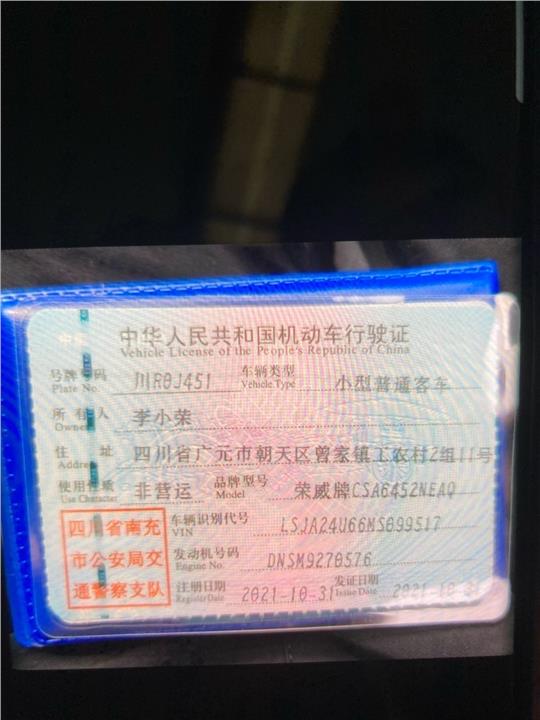 中华人民共和国机动车行驶证
Vehicle License of the People's Republic of China
号牌号码 川R0J451 车辆类型 小型普通客车
Plate No. Vehicle Type
所有人 李小荣
Owner
住址 四川省广元市朝天区曾家镇工农村2组11号
Address
使用性质 非营运 品牌型号 荣威牌CSA6452NEAQ
Use Character Model
四川省南充 车辆识别代号 LSJA24U66MS099517
VIN
市公安局交 发动机号码 DNSM9270576
Engine No.
通警察支队 注册日期 2021-10-31 发证日期 2021-10-31
Register Date Issue Date